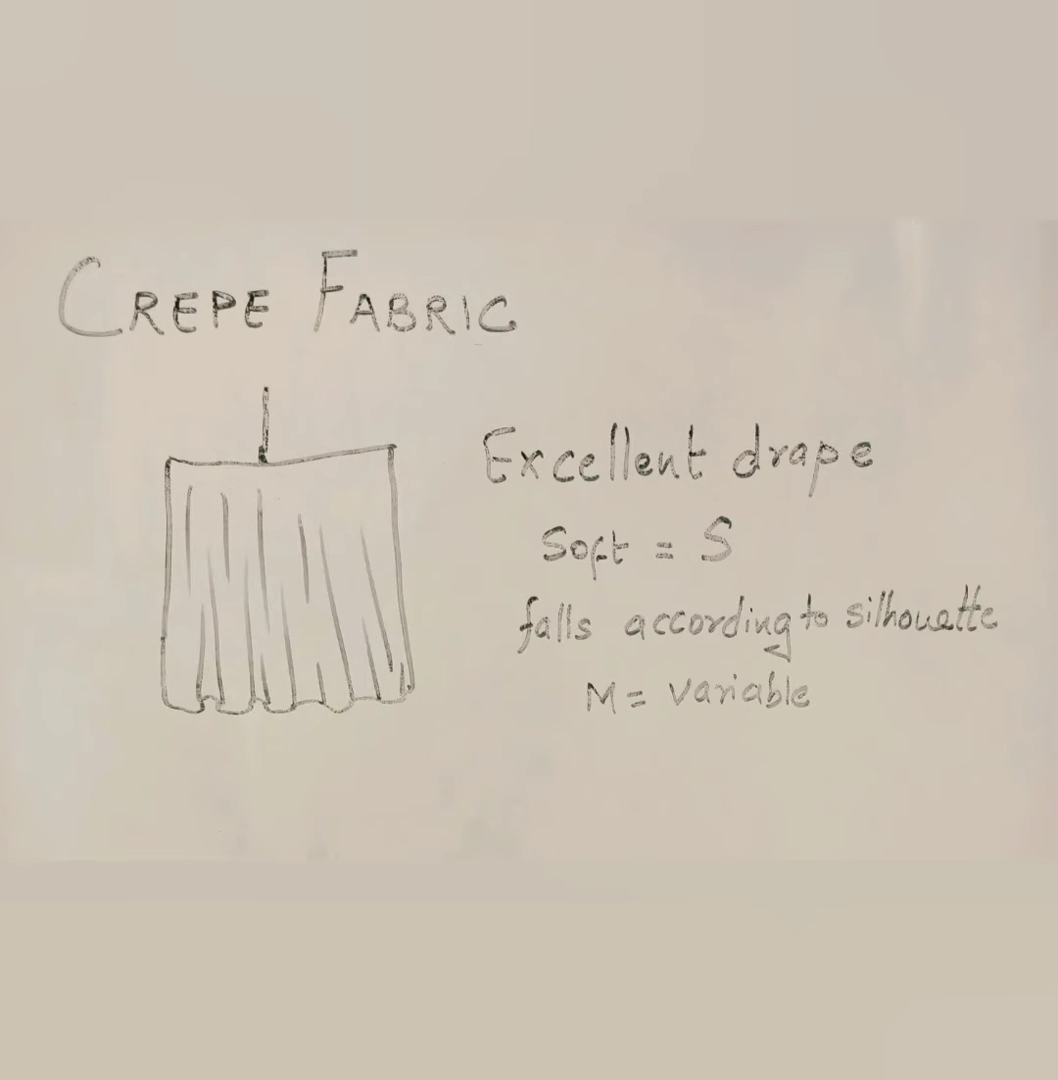 CREPE FABRIC
Excellent drape
Soft = S
falls according to silhouette
M = variable